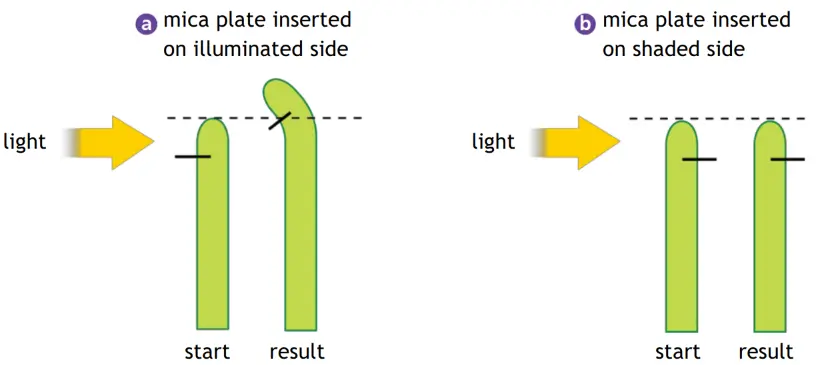 a mica plate inserted
on illuminated side
light
start result
b mica plate inserted
on shaded side
light
start result